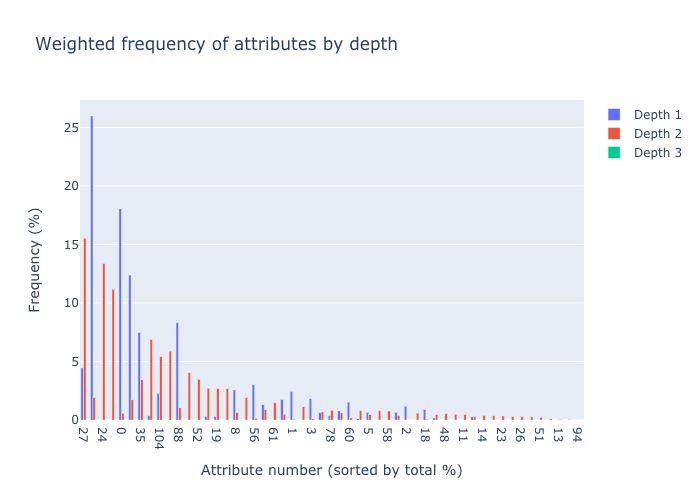 Weighted frequency of attributes by depth
Depth 1
Depth 2
Depth 3
Frequency (%)
25
20
15
10
5
0
27 24 0 35 104 88 52 19 8 56 61 1 3 78 60 5 58 2 18 48 11 14 23 26 51 13 94
Attribute number (sorted by total %)